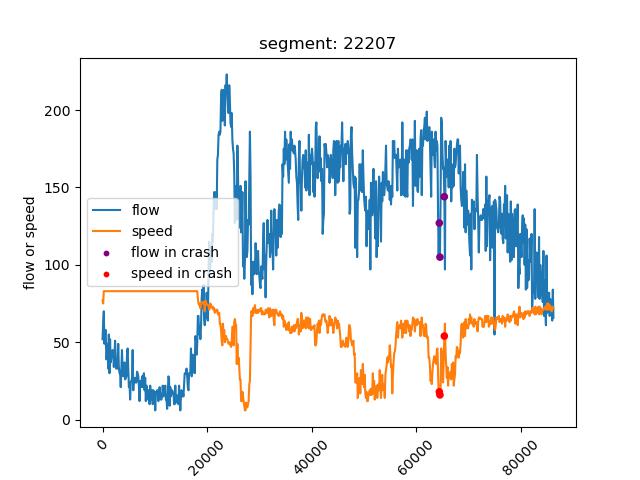 segment: 22207
flow or speed
200
150
100
50
0
flow
speed
flow in crash
speed in crash
0
20000
40000
60000
80000